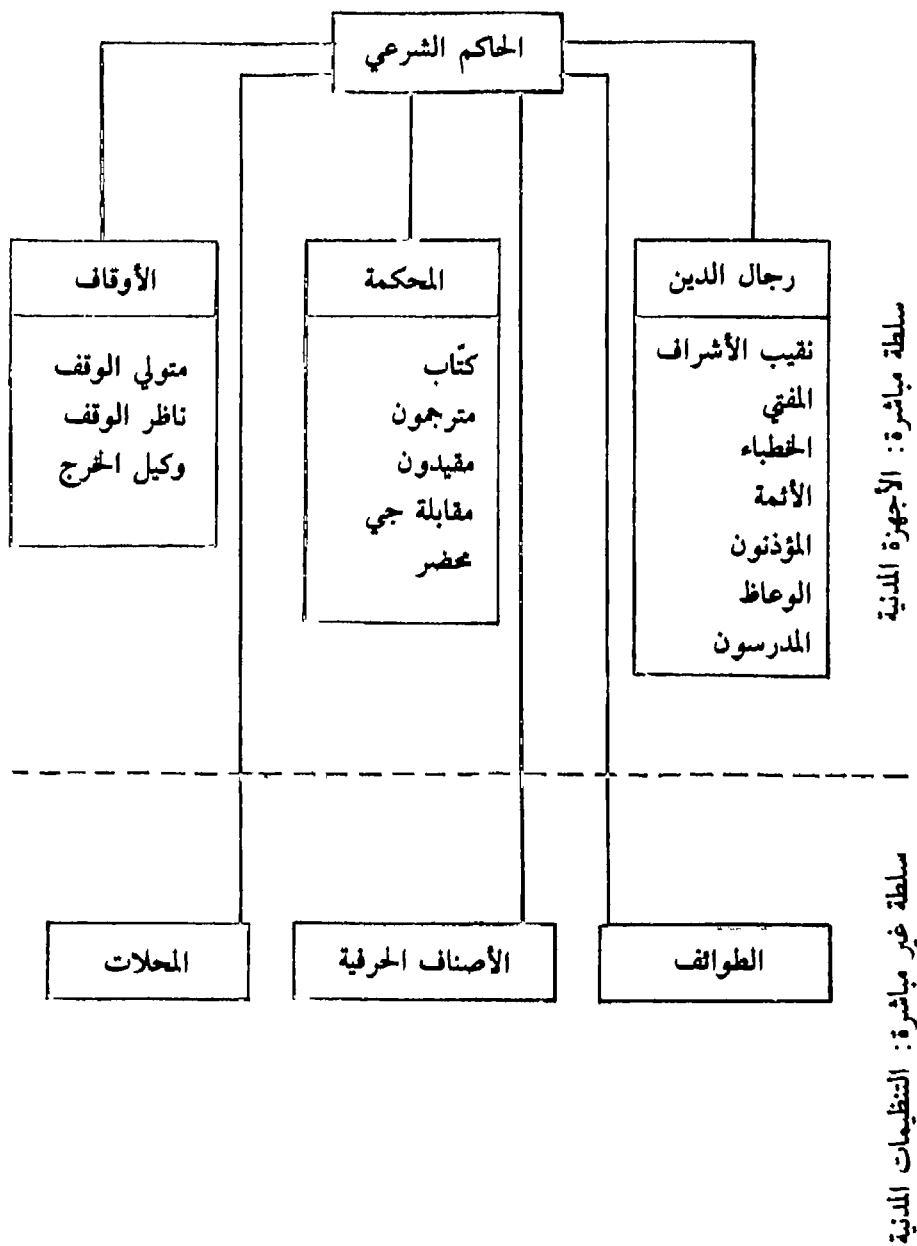 الحاكم الشرعي
رجال الدين
نقيب الأشراف
المفتي
الخطباء
الأئمة
المؤذنون
الوعاظ
المدرسون
المحكمة
كتّاب
مترجمون
مقيدون
مقابلة جي
محضر
الأوقاف
متولي الوقف
ناظر الوقف
وكيل الخرج
سلطة مباشرة: الأجهزة المدنية
الطوائف
الأصناف الحرفية
المحلات
سلطة غير مباشرة: التنظيمات المدنية